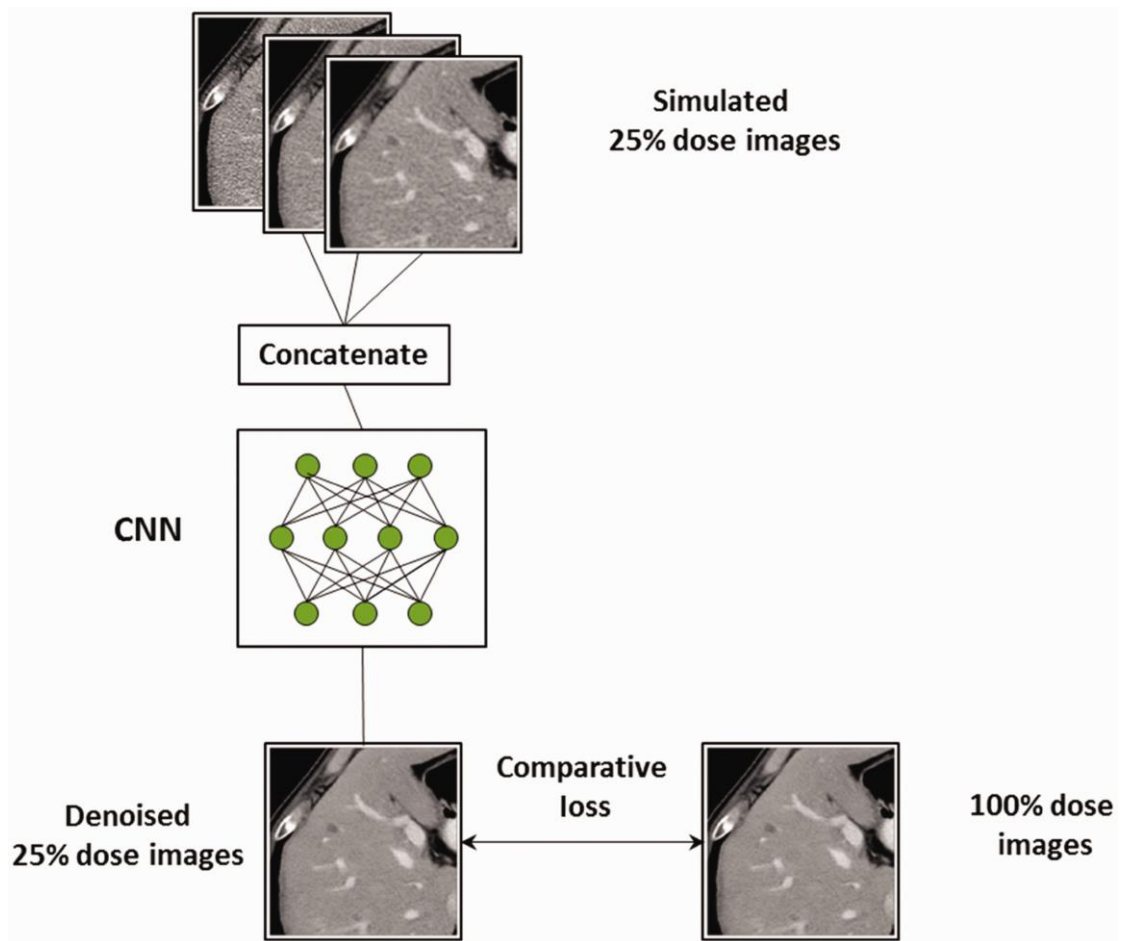 Simulated
25% dose images
Concatenate
CNN
Denoised
25% dose images
Comparative
loss
100% dose
images